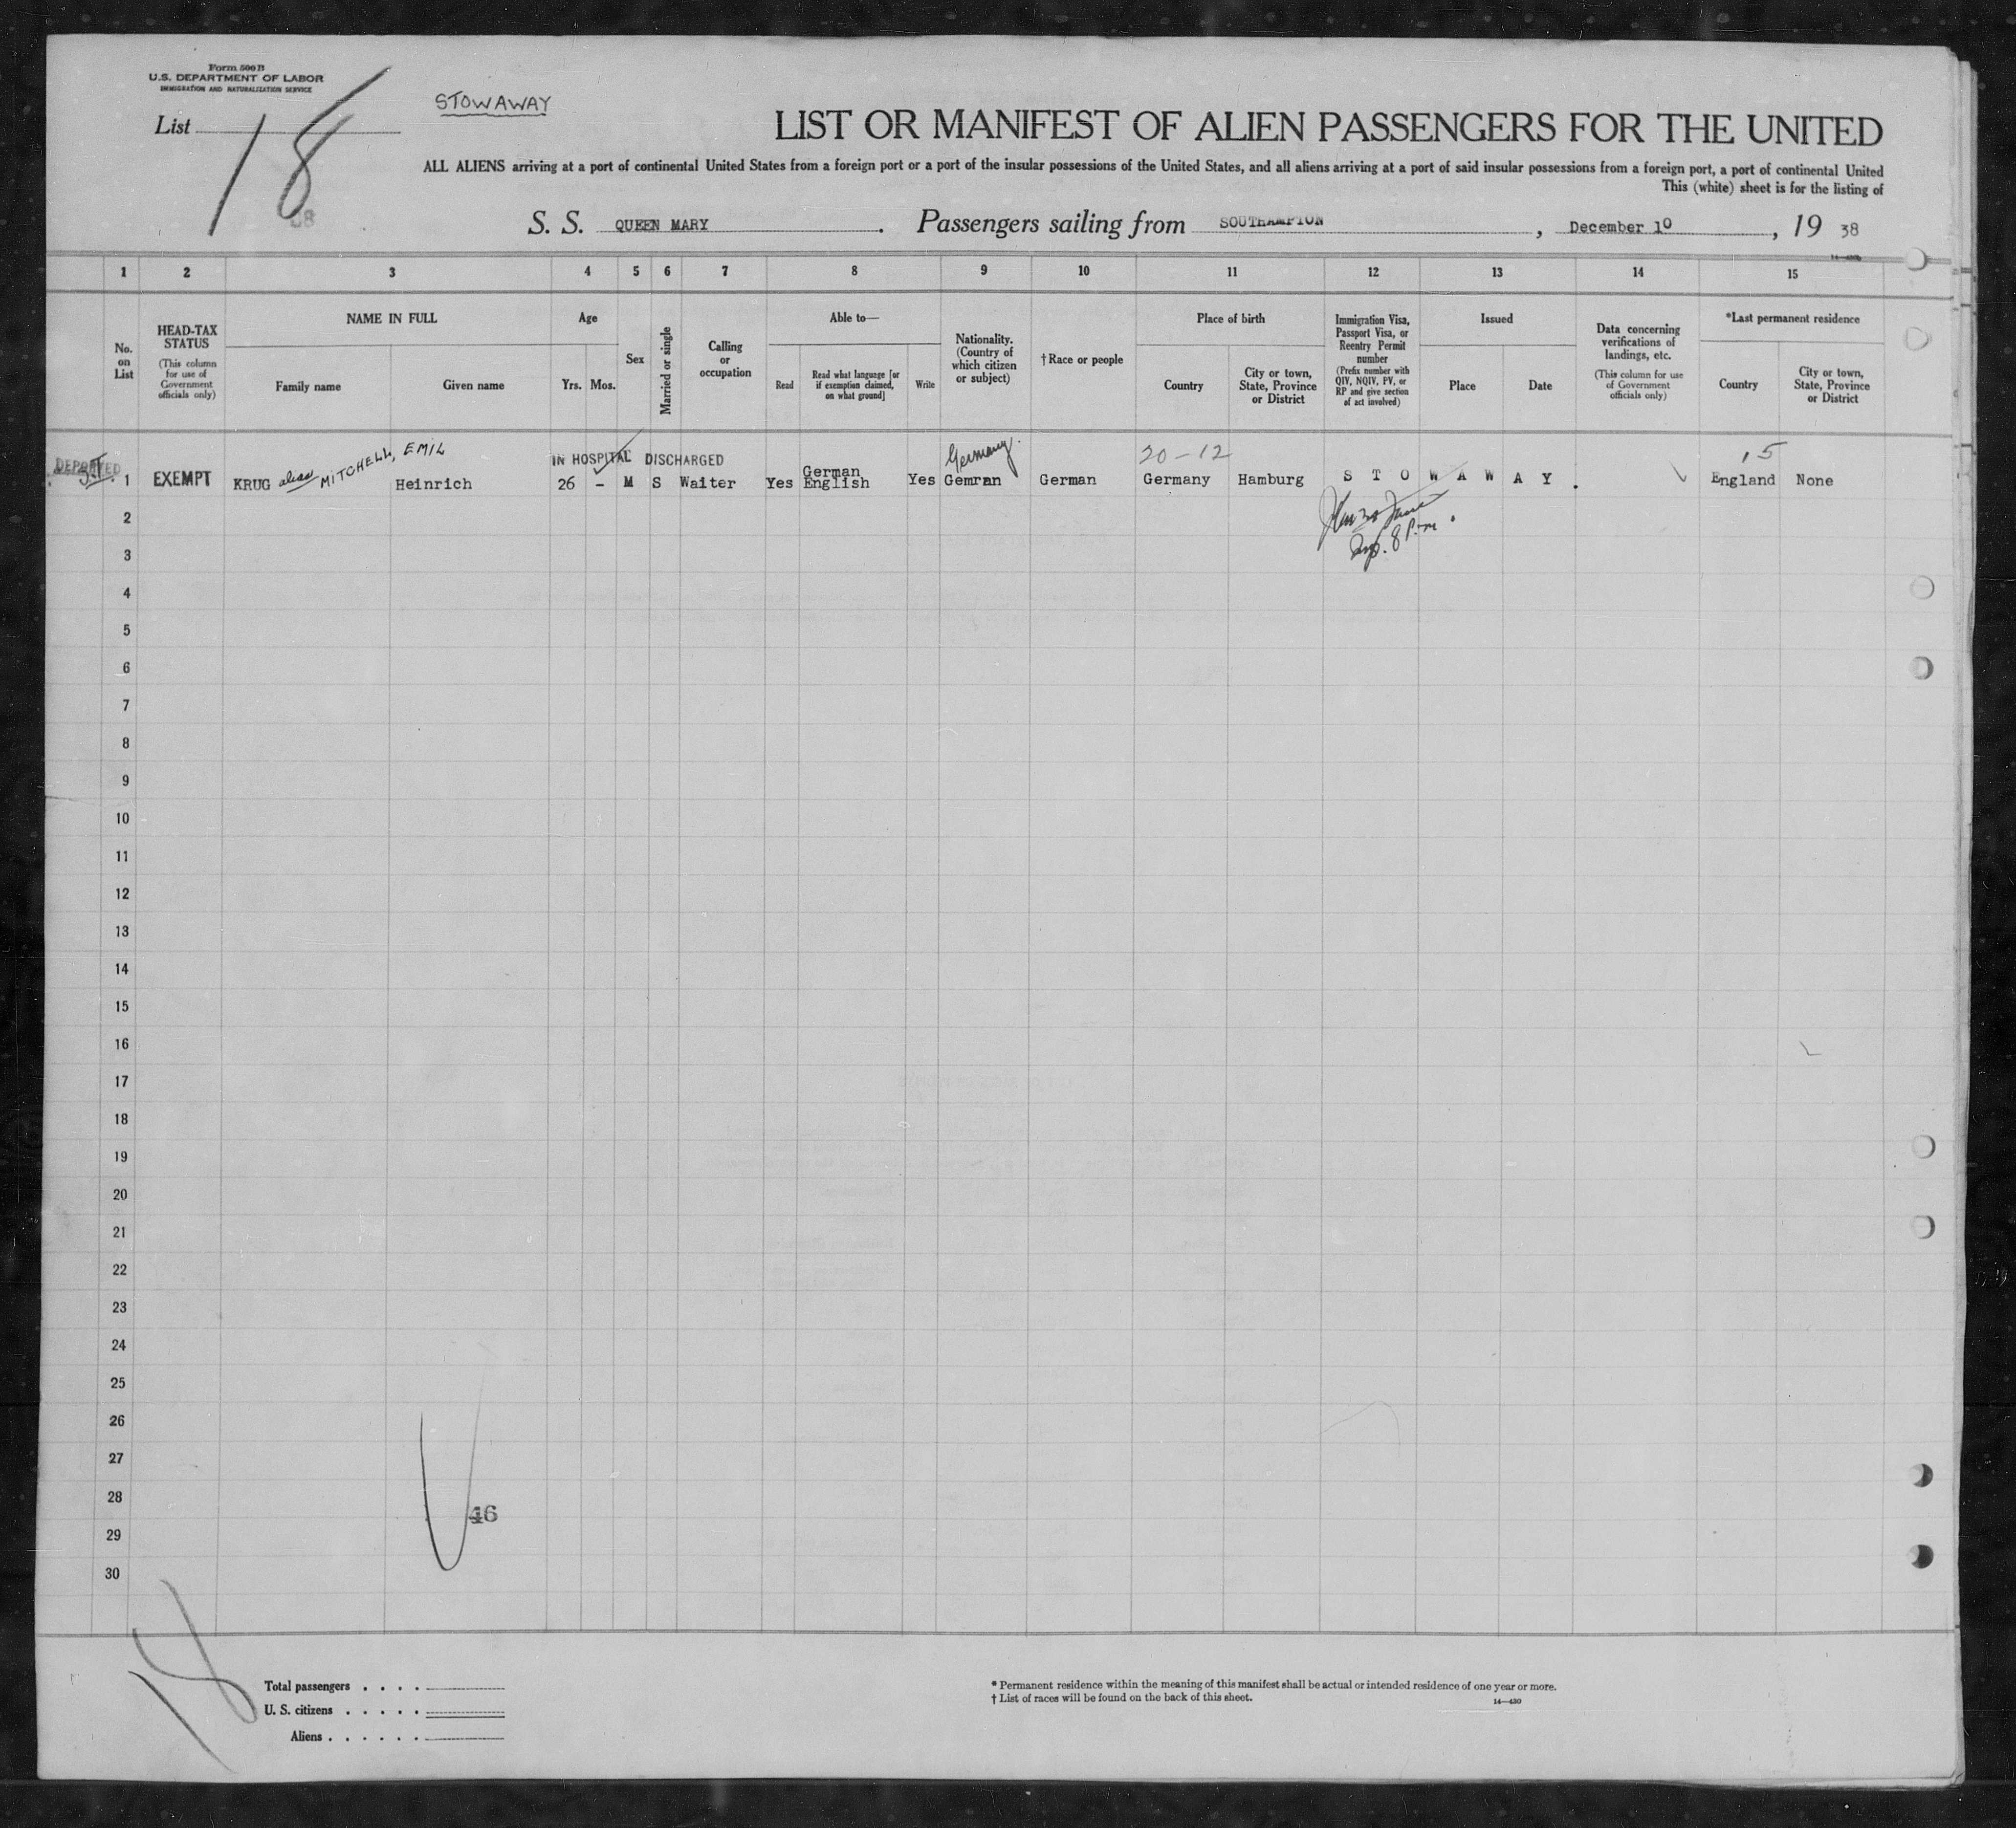 Form 500 B
U.S. DEPARTMENT OF LABOR
IMMIGRATION AND NATURALIZATION SERVICE
List 18
STOWAWAY
LIST OR MANIFEST OF ALIEN PASSENGERS FOR THE UNITED
ALL ALIENS arriving at a port of continental United States from a foreign port or a port of the insular possessions of the United States, and all aliens arriving at a port of said insular possessions from a foreign port, a port of continental United
This (white) sheet is for the listing of
S. S. QUEEN MARY. Passengers sailing from SOUTHAMPTON, December 10, 19 38
1 2 3 4 5 6 7 8 9 10 11 12 13 14 15
No. on List
HEAD-TAX STATUS (This column for use of Government officials only)
NAME IN FULL
Family name Given name
Age
Yrs. Mos.
Sex
Married or single
Calling or occupation
Able to—
Read
Read what language [or if exemption claimed, on what ground]
Write
Nationality. (Country of which citizen or subject)
†Race or people
Place of birth
Country
City or town, State, Province or District
Immigration Visa, Passport Visa, or Reentry Permit number (Prefix number with QIV, NQIV, PV, or RP and give section of act involved)
Issued
Place Date
Data concerning verifications of landings, etc. (This column for use of Government officials only)
*Last permanent residence
Country
City or town, State, Province or District
DEPORTED
IN HOSPITAL DISCHARGED
Germany.
20-12
15
1 EXEMPT KRUG alias MITCHELL, EMIL Heinrich 26 - M S Waiter Yes German English Yes Gemran German Germany Hamburg S T O W A W A Y . England None
8 P.m.
2
3
4
5
6
7
8
9
10
11
12
13
14
15
16
17
18
19
20
21
22
23
24
25
26
27
28
29
30
46
18
Total passengers . . . .
U. S. citizens . . . . .
Aliens . . . . . .
* Permanent residence within the meaning of this manifest shall be actual or intended residence of one year or more.
† List of races will be found on the back of this sheet.
14—430